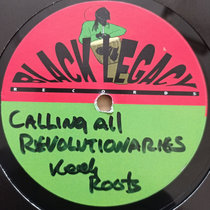 BLACK LEGACY
RECORDS
CALLING all
REVOLUTIONARIES
Keety
Roots